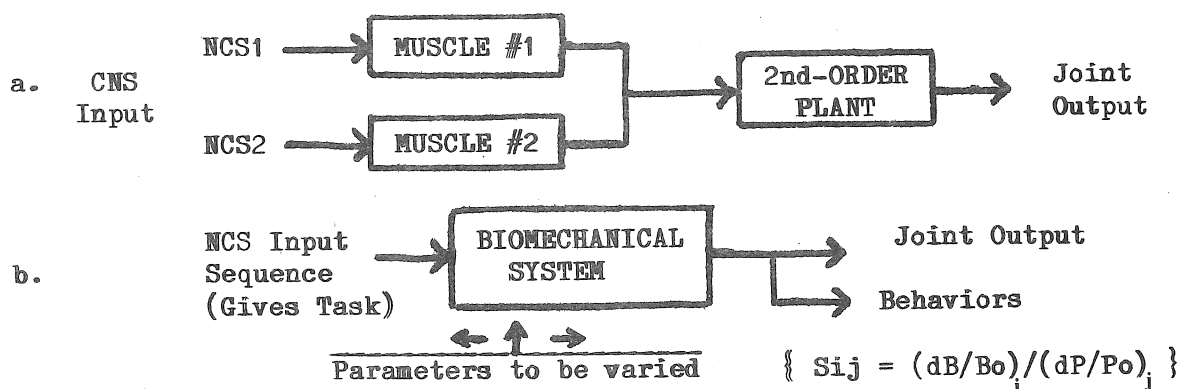 a.
CNS
Input
NCS1
MUSCLE #1
NCS2
MUSCLE #2
2nd-ORDER
PLANT
Joint
Output
b.
NCS Input
Sequence
(Gives Task)
BIOMECHANICAL
SYSTEM
Joint Output
Behaviors
Parameters to be varied
{ Sij = (dB/Bo)i/(dP/Po)j }